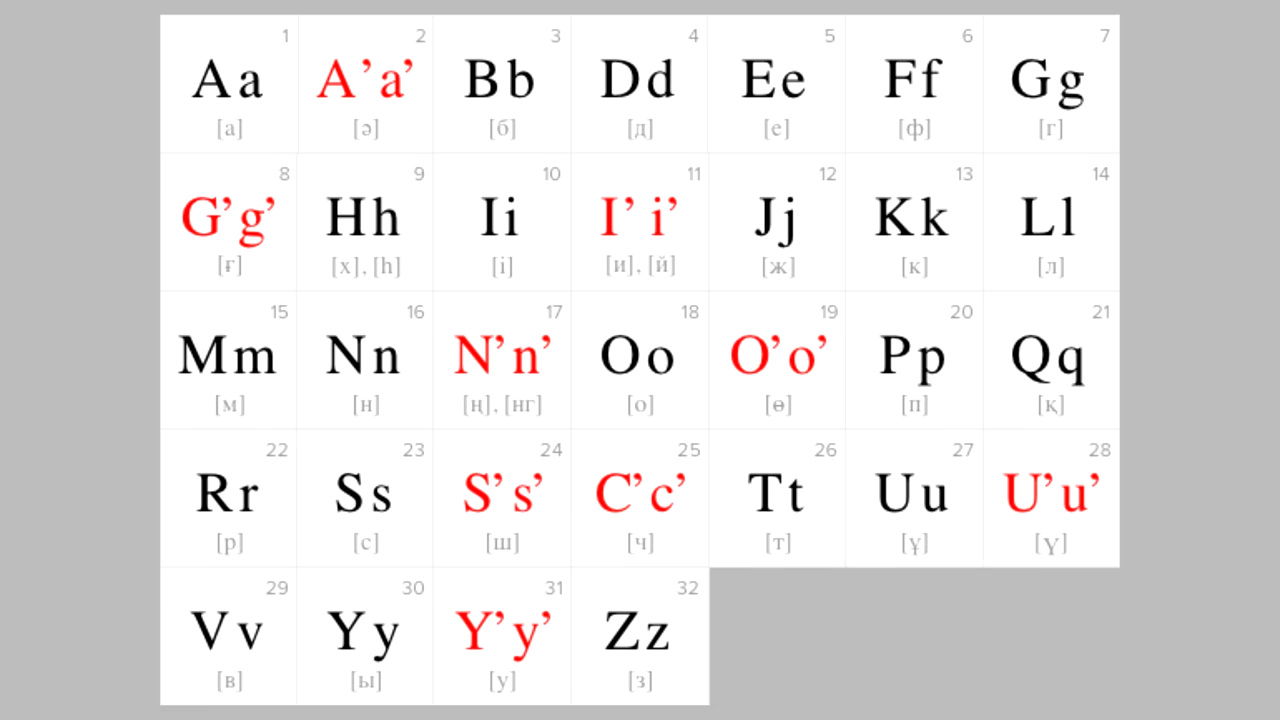 1 2 3 4 5 6 7
Aa A’a’ Bb Dd Ee Ff Gg
[а] [ә] [б] [д] [е] [ф] [г]
8 9 10 11 12 13 14
G’g’ Hh Ii I’ i’ Jj Kk Ll
[ғ] [х], [һ] [і] [и], [й] [ж] [к] [л]
15 16 17 18 19 20 21
Mm Nn N’n’ Oo O’o’ Pp Qq
[м] [н] [ң], [нг] [о] [ө] [п] [қ]
22 23 24 25 26 27 28
Rr Ss S’s’ C’c’ Tt Uu U’u’
[р] [с] [ш] [ч] [т] [ұ] [ү]
29 30 31 32
Vv Yy Y’y’ Zz
[в] [ы] [у] [з]